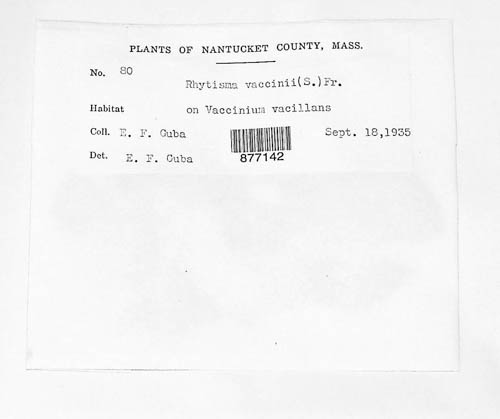 PLANTS OF NANTUCKET COUNTY, MASS.
No. 80
Rhytisma vaccinii(S.)Fr.
Habitat on Vaccinium vacillans
Coll. E. F. Guba Sept. 18,1935
Det. E. F. Guba
877142